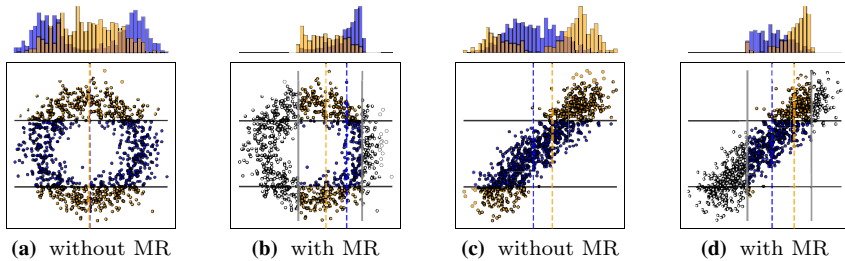 (a) without MR
(b) with MR
(c) without MR
(d) with MR